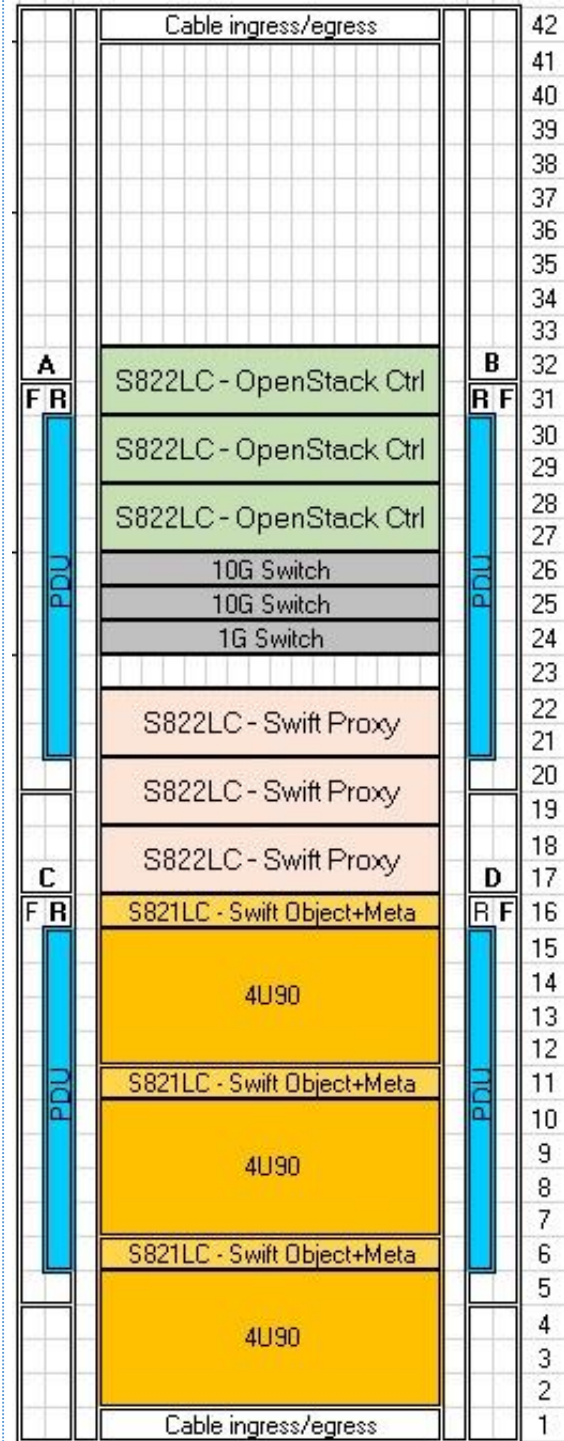 Cable ingress/egress 42
41
40
39
38
37
36
35
34
33
A B 32
S822LC - OpenStack Ctrl
F R R F 31
30
S822LC - OpenStack Ctrl
29
28
S822LC - OpenStack Ctrl
27
10G Switch 26
PDU PDU
10G Switch 25
1G Switch 24
23
22
S822LC - Swift Proxy
21
20
S822LC - Swift Proxy
19
18
S822LC - Swift Proxy
C D 17
F R S821LC - Swift Object+Meta R F 16
15
14
4U90
13
12
S821LC - Swift Object+Meta 11
PDU PDU
10
9
4U90
8
7
S821LC - Swift Object+Meta 6
5
4
4U90
3
2
Cable ingress/egress 1